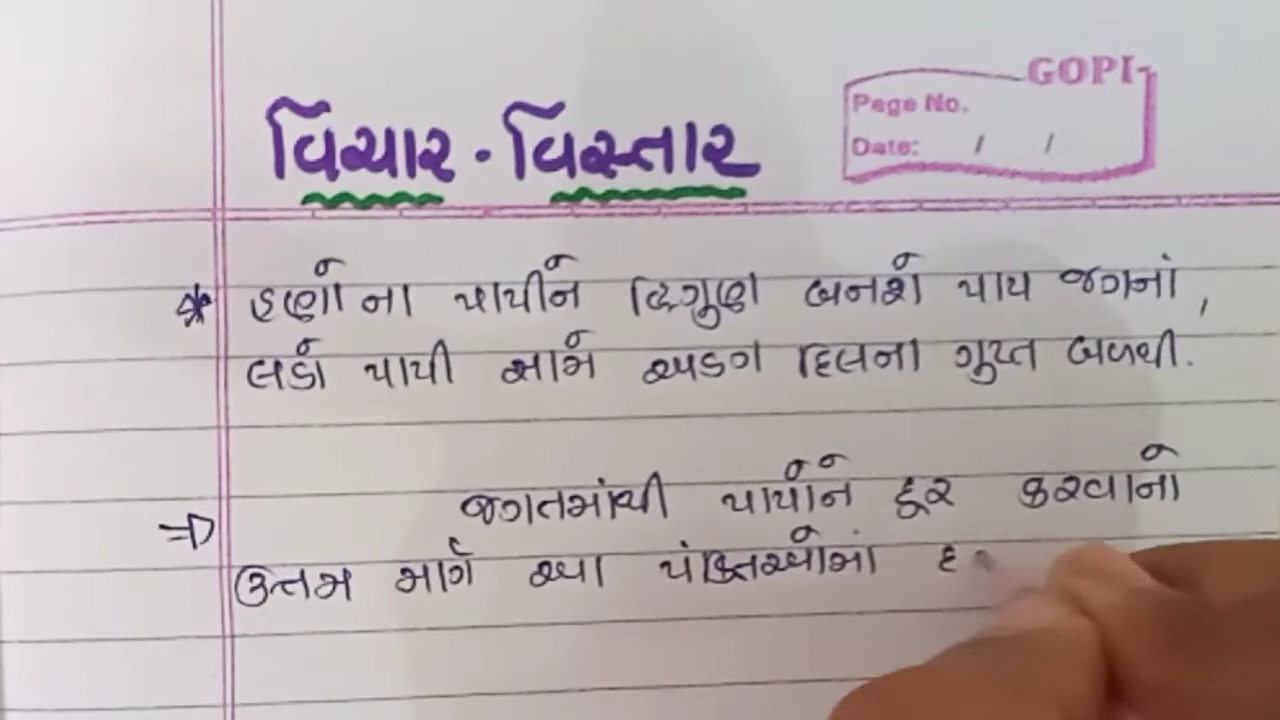 GOPI
Page No.
Date: / /
વિચાર - વિસ્તાર
* હણો ના પાપીને દ્વિગુણ બનશે પાપ જગનાં,
લડો પાપી સામે અડગ દિલના ગુપ્ત બળથી.
⇒ જગતમાંથી પાપોને દૂર કરવાનો
ઉત્તમ માર્ગ આ પંક્તિઓમાં